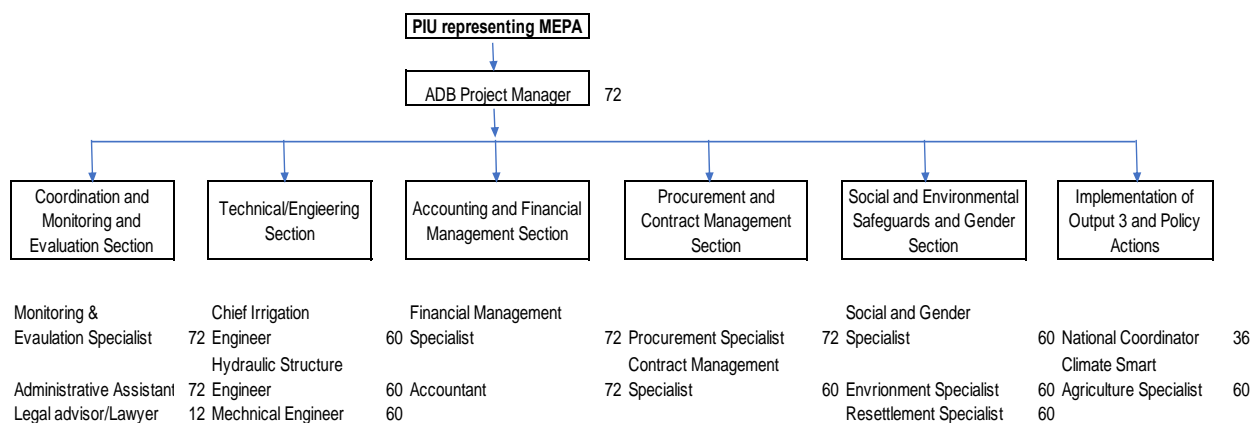 PIU representing MEPA
ADB Project Manager 72
Coordination and
Monitoring and
Evaluation Section
Technical/Engieering
Section
Accounting and Financial
Management Section
Procurement and
Contract Management
Section
Social and Environmental
Safeguards and Gender
Section
Implementation of
Output 3 and Policy
Actions
Monitoring &
Evaulation Specialist 72
Administrative Assistant 72
Legal advisor/Lawyer 12
Chief Irrigation
Engineer 60
Hydraulic Structure
Engineer 60
Mechnical Engineer 60
Financial Management
Specialist 72
Accountant 72
Procurement Specialist 72
Contract Management
Specialist 60
Social and Gender
Specialist 60
Envrionment Specialist 60
Resettlement Specialist 60
National Coordinator 36
Climate Smart
Agriculture Specialist 60